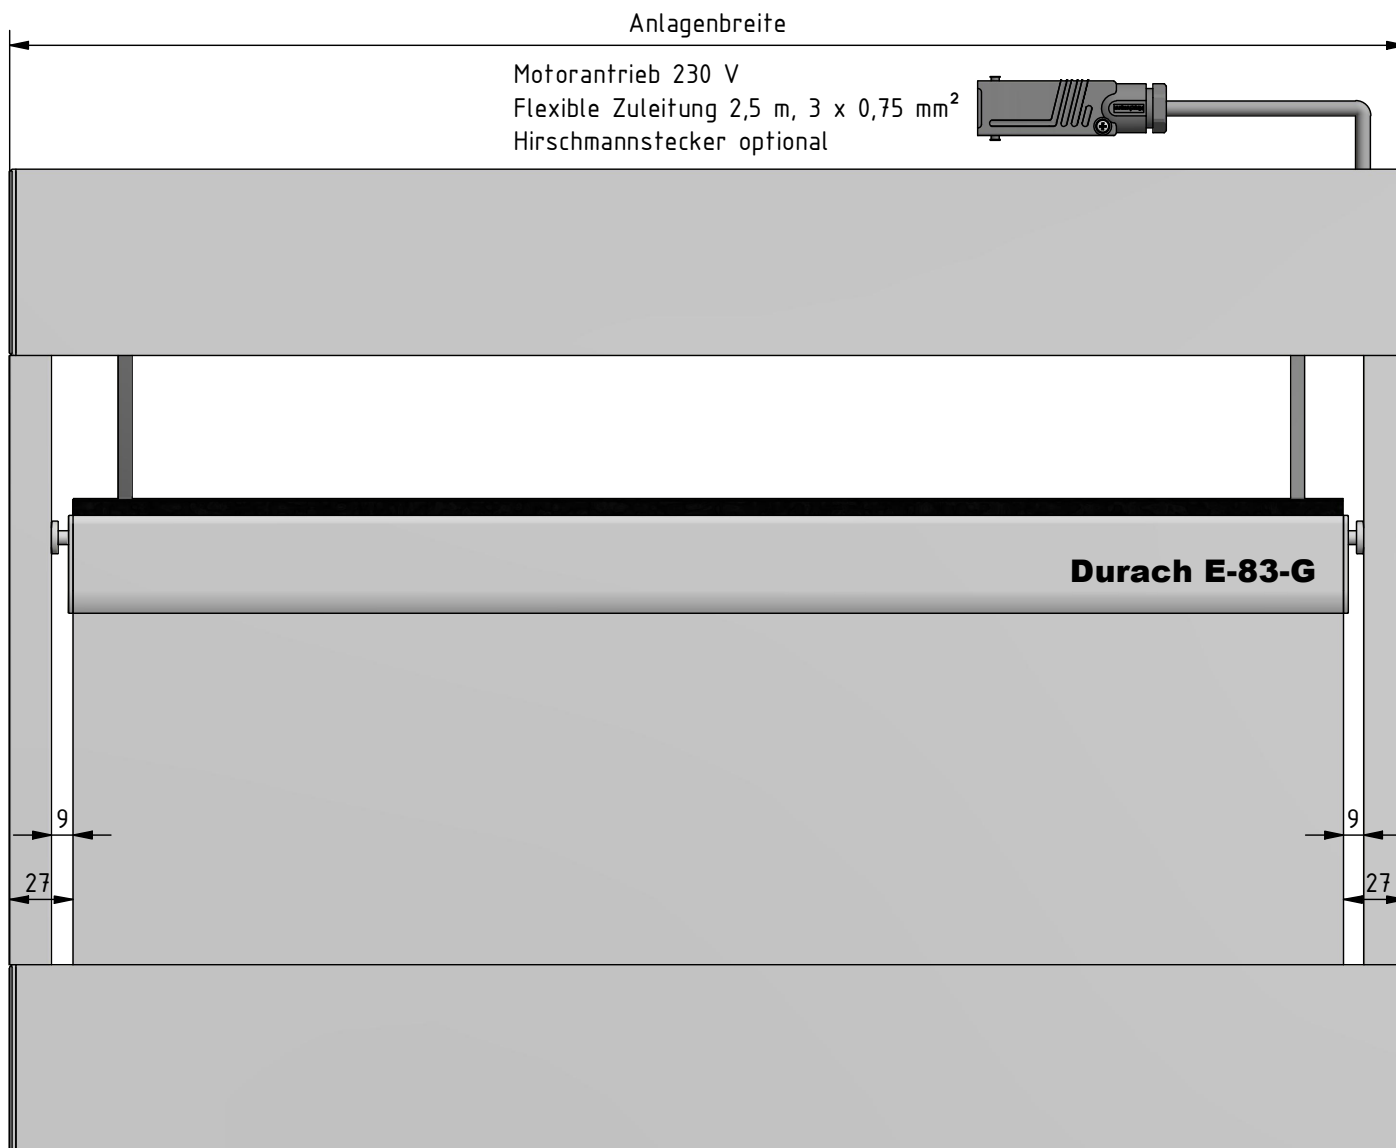 Anlagenbreite
Motorantrieb 230 V
Flexible Zuleitung 2,5 m, 3 x 0,75 mm²
Hirschmannstecker optional
Durach E-83-G
9
9
27
27